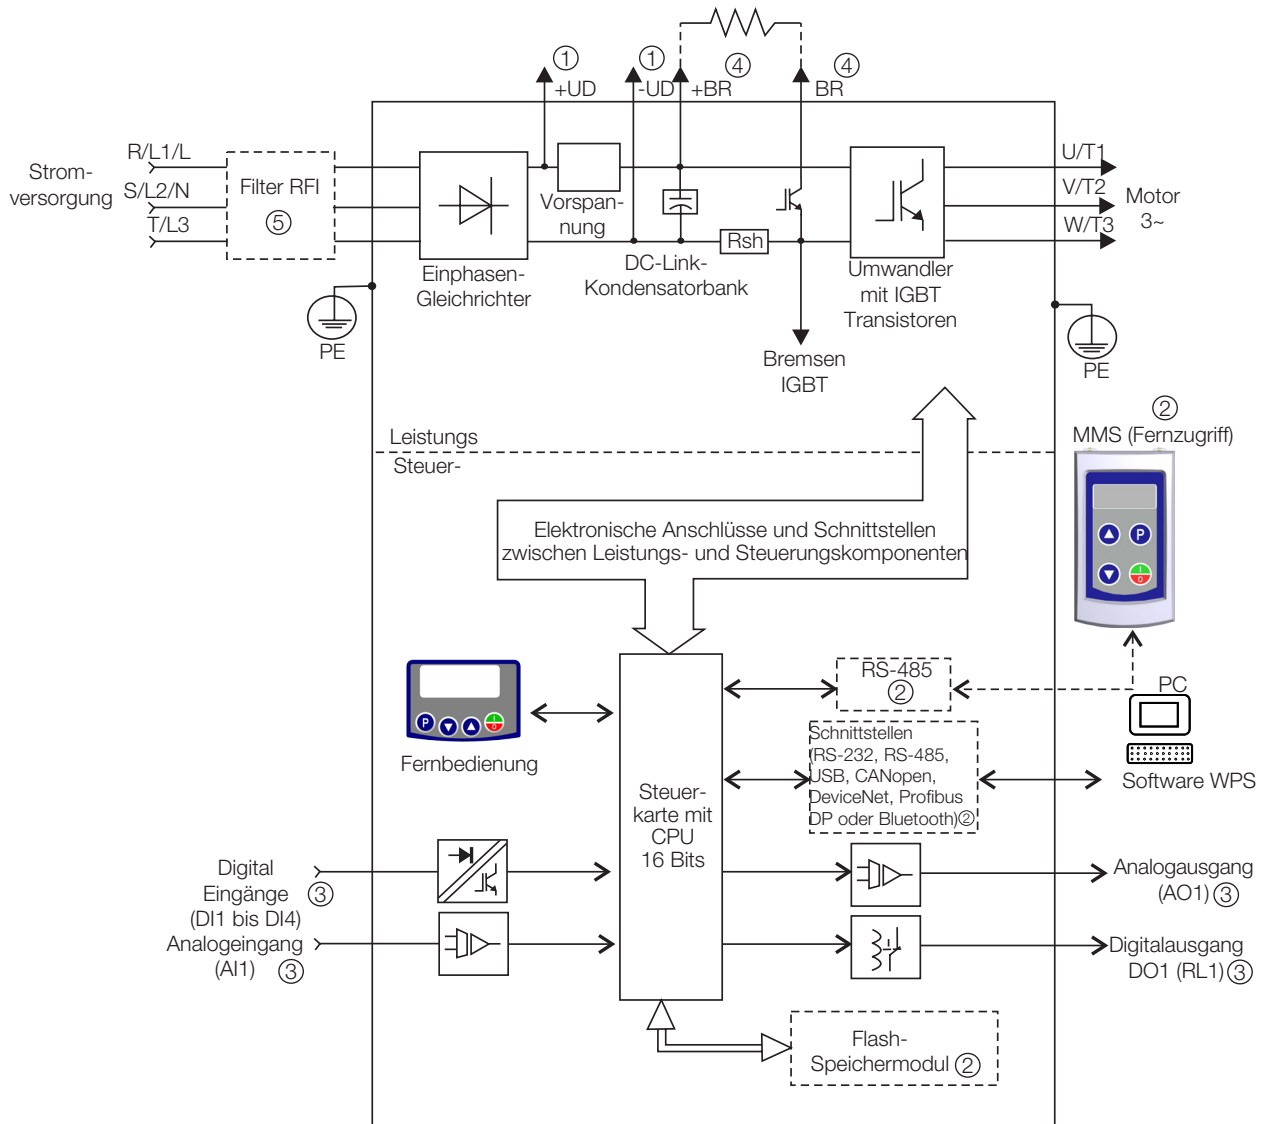 ① ① ④ ④
+UD -UD +BR BR
R/L1/L
S/L2/N
T/L3
Strom-
versorgung
Filter RFI
⑤
Vorspan-
nung
Rsh
U/T1
V/T2
W/T3
Motor
3~
Einphasen-
Gleichrichter
DC-Link-
Kondensatorbank
Umwandler
mit IGBT
Transistoren
PE
Bremsen
IGBT
PE
Leistungs
Steuer-
②
MMS (Fernzugriff)
P
I
0
Elektronische Anschlüsse und Schnittstellen
zwischen Leistungs- und Steuerungskomponenten
P
I
0
Fernbedienung
Steuer-
karte mit
CPU
16 Bits
RS-485
②
PC
Software WPS
Schnittstellen
(RS-232, RS-485,
USB, CANopen,
DeviceNet, Profibus
DP oder Bluetooth)②
Digital
Eingänge ③
(DI1 bis DI4)
Analogeingang
(AI1) ③
Analogausgang
(AO1) ③
Digitalausgang
DO1 (RL1) ③
Flash-
Speichermodul ②